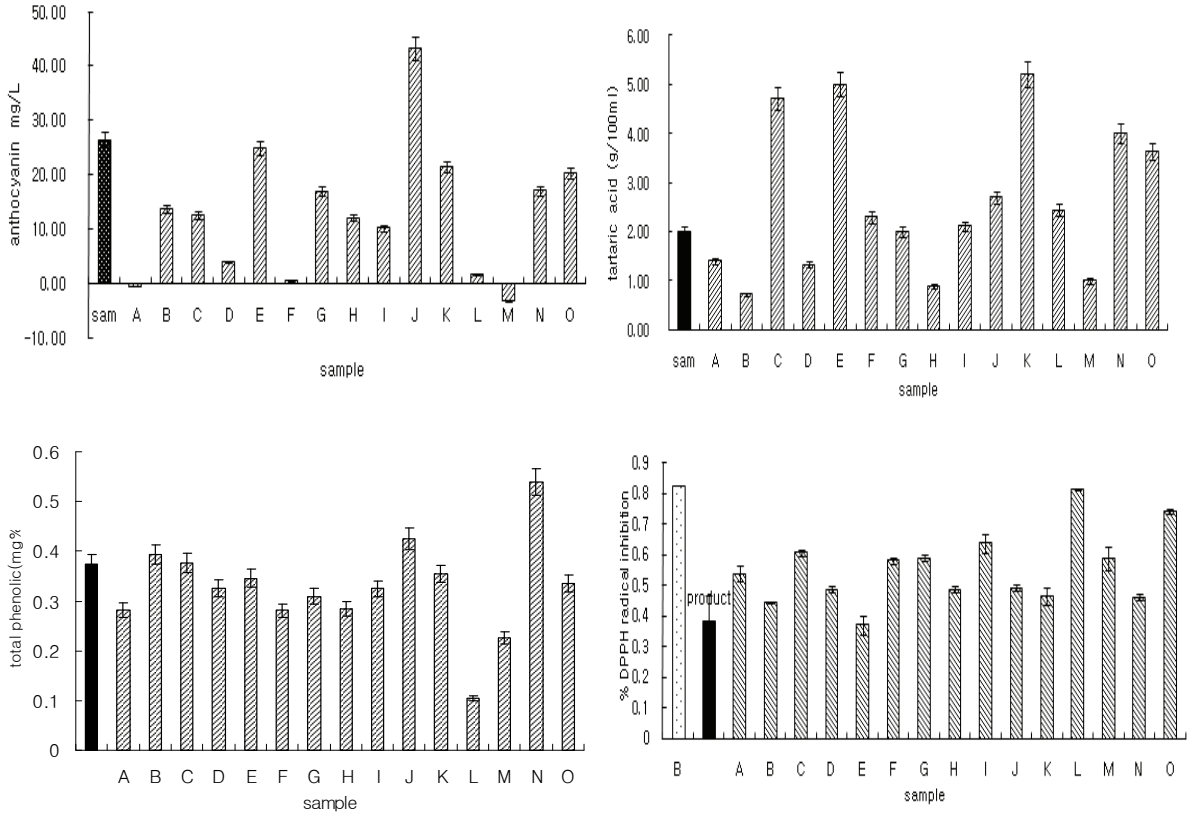 anthocyanin mg/L
50.00
40.00
30.00
20.00
10.00
0.00
-10.00
sam A B C D E F G H I J K L M N O
sample
tartaric acid (g/100ml)
6.00
5.00
4.00
3.00
2.00
1.00
0.00
sam A B C D E F G H I J K L M N O
sample
total phenolic(mg%
0.6
0.5
0.4
0.3
0.2
0.1
0
A B C D E F G H I J K L M N O
sample
% DPPH radical inhibition
0.9
0.8
0.7
0.6
0.5
0.4
0.3
0.2
0.1
0
product
B A B C D E F G H I J K L M N O
sample